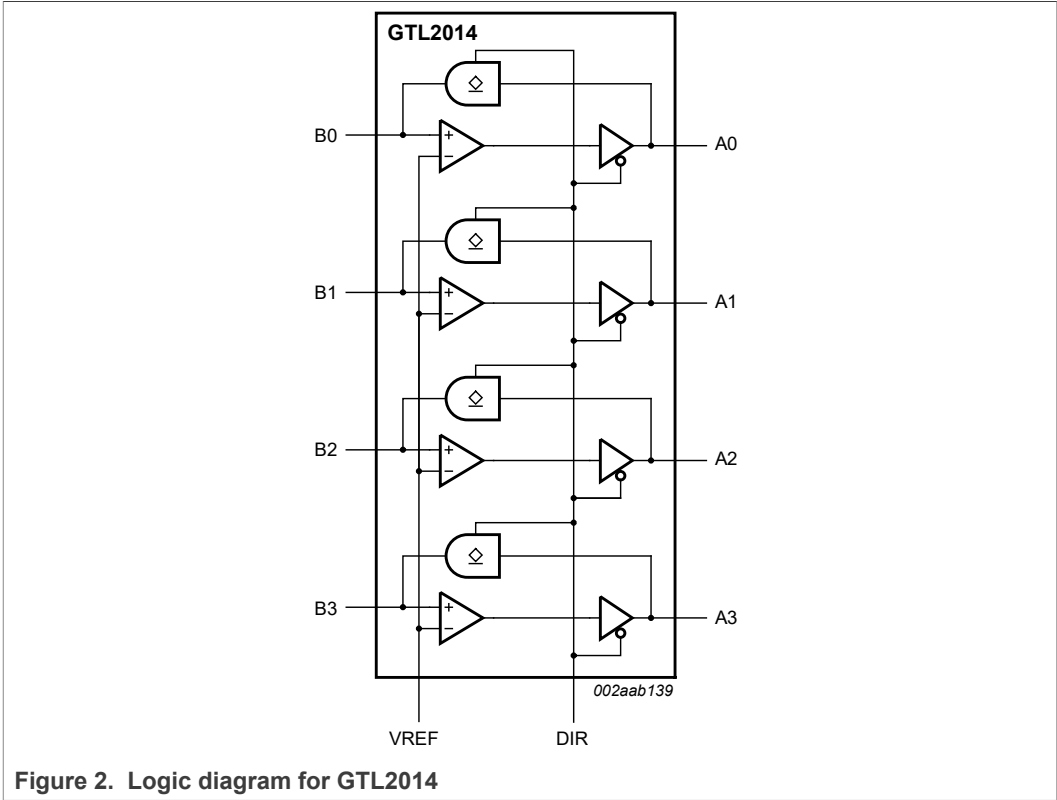 GTL2014
B0
+
−
A0
B1
+
−
A1
B2
+
−
A2
B3
+
−
A3
002aab139
VREF
DIR
Figure 2. Logic diagram for GTL2014